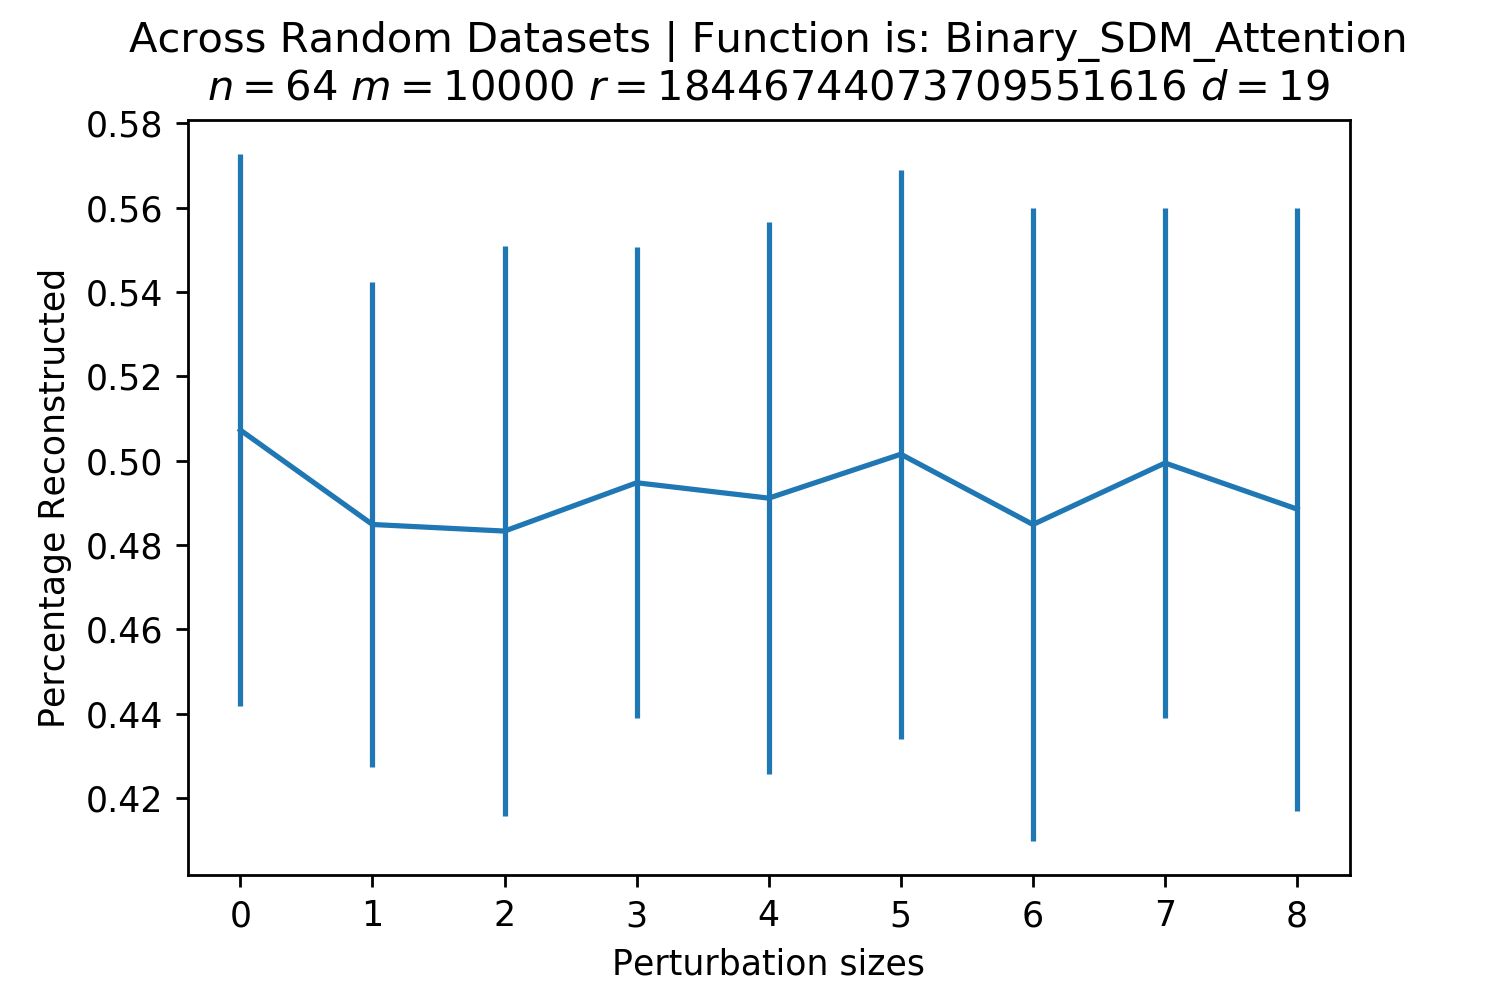 Across Random Datasets | Function is: Binary_SDM_Attention
n = 64 m = 10000 r = 18446744073709551616 d = 19
0.58
0.56
0.54
0.52
0.50
0.48
0.46
0.44
0.42
Percentage Reconstructed
0 1 2 3 4 5 6 7 8
Perturbation sizes